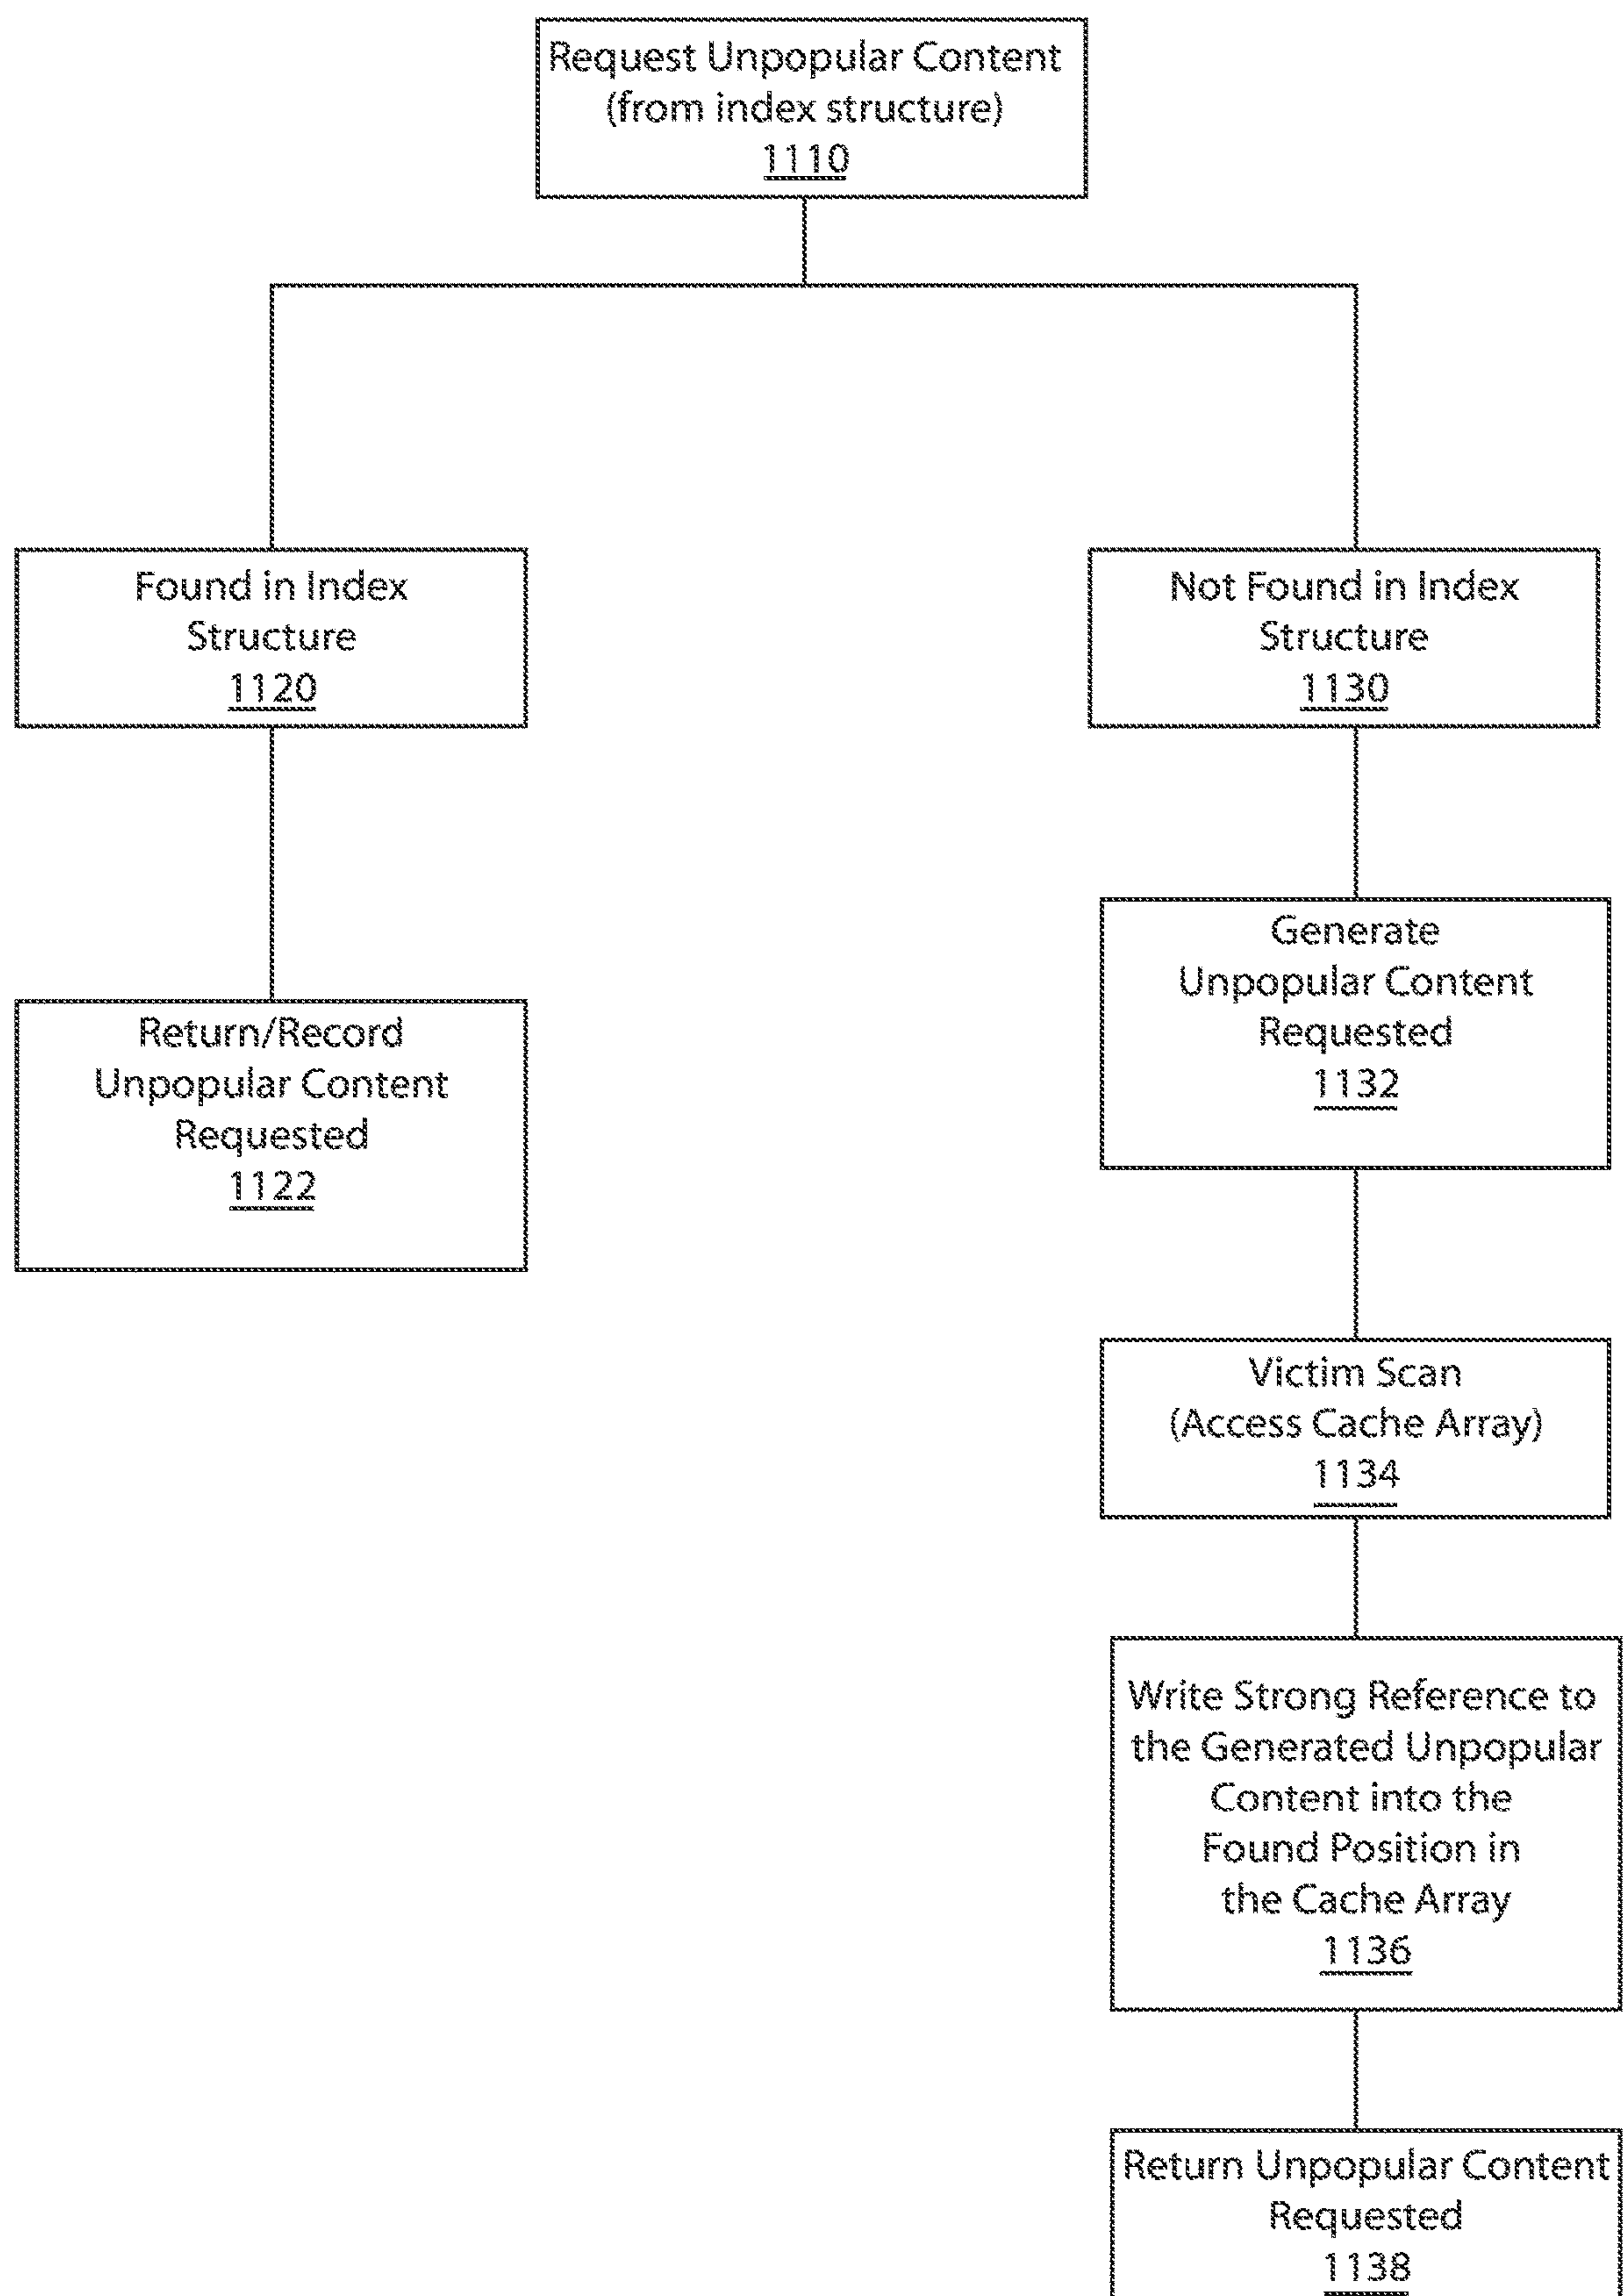 Request Unpopular Content
(from index structure)
1110
Found in Index
Structure
1120
Not Found in Index
Structure
1130
Return/Record
Unpopular Content
Requested
1122
Generate
Unpopular Content
Requested
1132
Victim Scan
(Access Cache Array)
1134
Write Strong Reference to
the Generated Unpopular
Content into the
Found Position in
the Cache Array
1136
Return Unpopular Content
Requested
1138